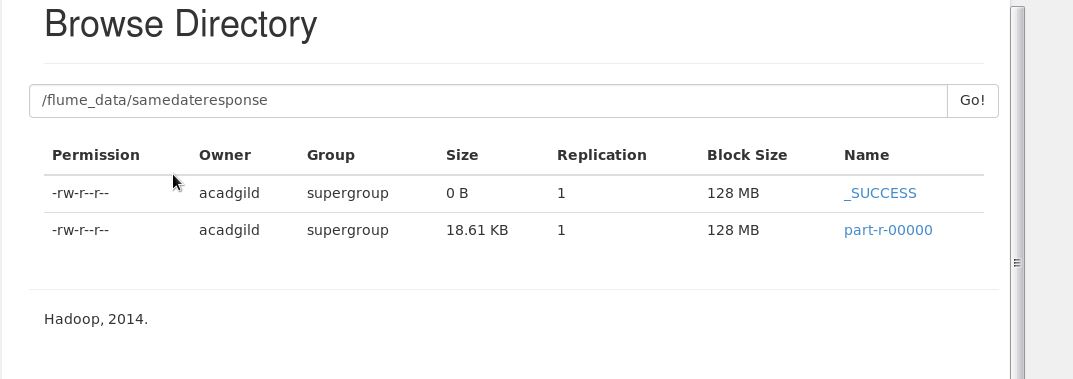 Browse Directory
/flume_data/samedateresponse Go!
Permission Owner Group Size Replication Block Size Name
-rw-r--r-- acadgild supergroup 0 B 1 128 MB _SUCCESS
-rw-r--r-- acadgild supergroup 18.61 KB 1 128 MB part-r-00000
Hadoop, 2014.